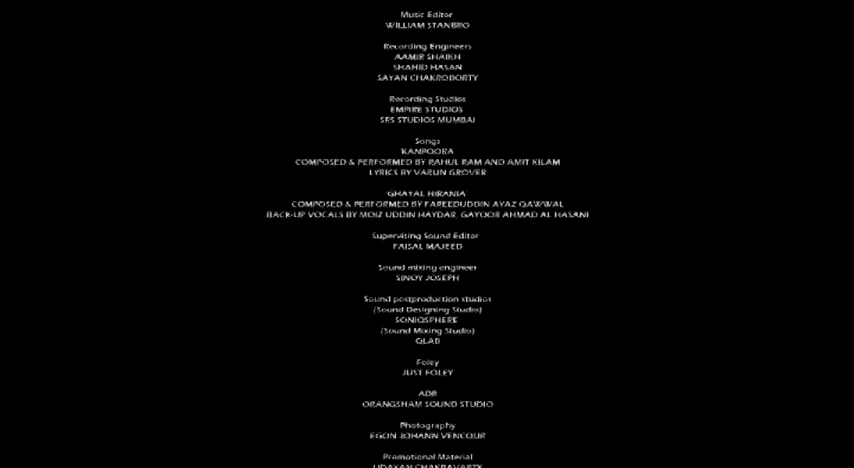 Music Editor
WILLIAM STANBRO
Recording Engineers
AAMIR SHAIKH
SHAHID HASAN
SAYAN CHAKROBORTY
Recording Studios
EMPIRE STUDIOS
SRS STUDIOS MUMBAI
Songs
'KANPOORA'
COMPOSED & PERFORMED BY RAHUL RAM AND AMIT KILAM
LYRICS BY VARUN GROVER
'GHAYAL HIRANIA'
COMPOSED & PERFORMED BY FAREEDUDDIN AYAZ QAWWAL
BACK-UP VOCALS BY MOIZ UDDIN HAYDAR, GAYOOR AHMAD AL HASANI
Supervising Sound Editor
FAISAL MAJEED
Sound mixing engineer
SINOY JOSEPH
Sound postproduction studios
(Sound Designing Studio)
SONIQSPHERE
(Sound Mixing Studio)
GLAB
Foley
JUST FOLEY
ADR
ORANGSHAM SOUND STUDIO
Photography
EGON JOHANN VENCOUR
Promotional Material
UDAYAN CHAKRAVARTY